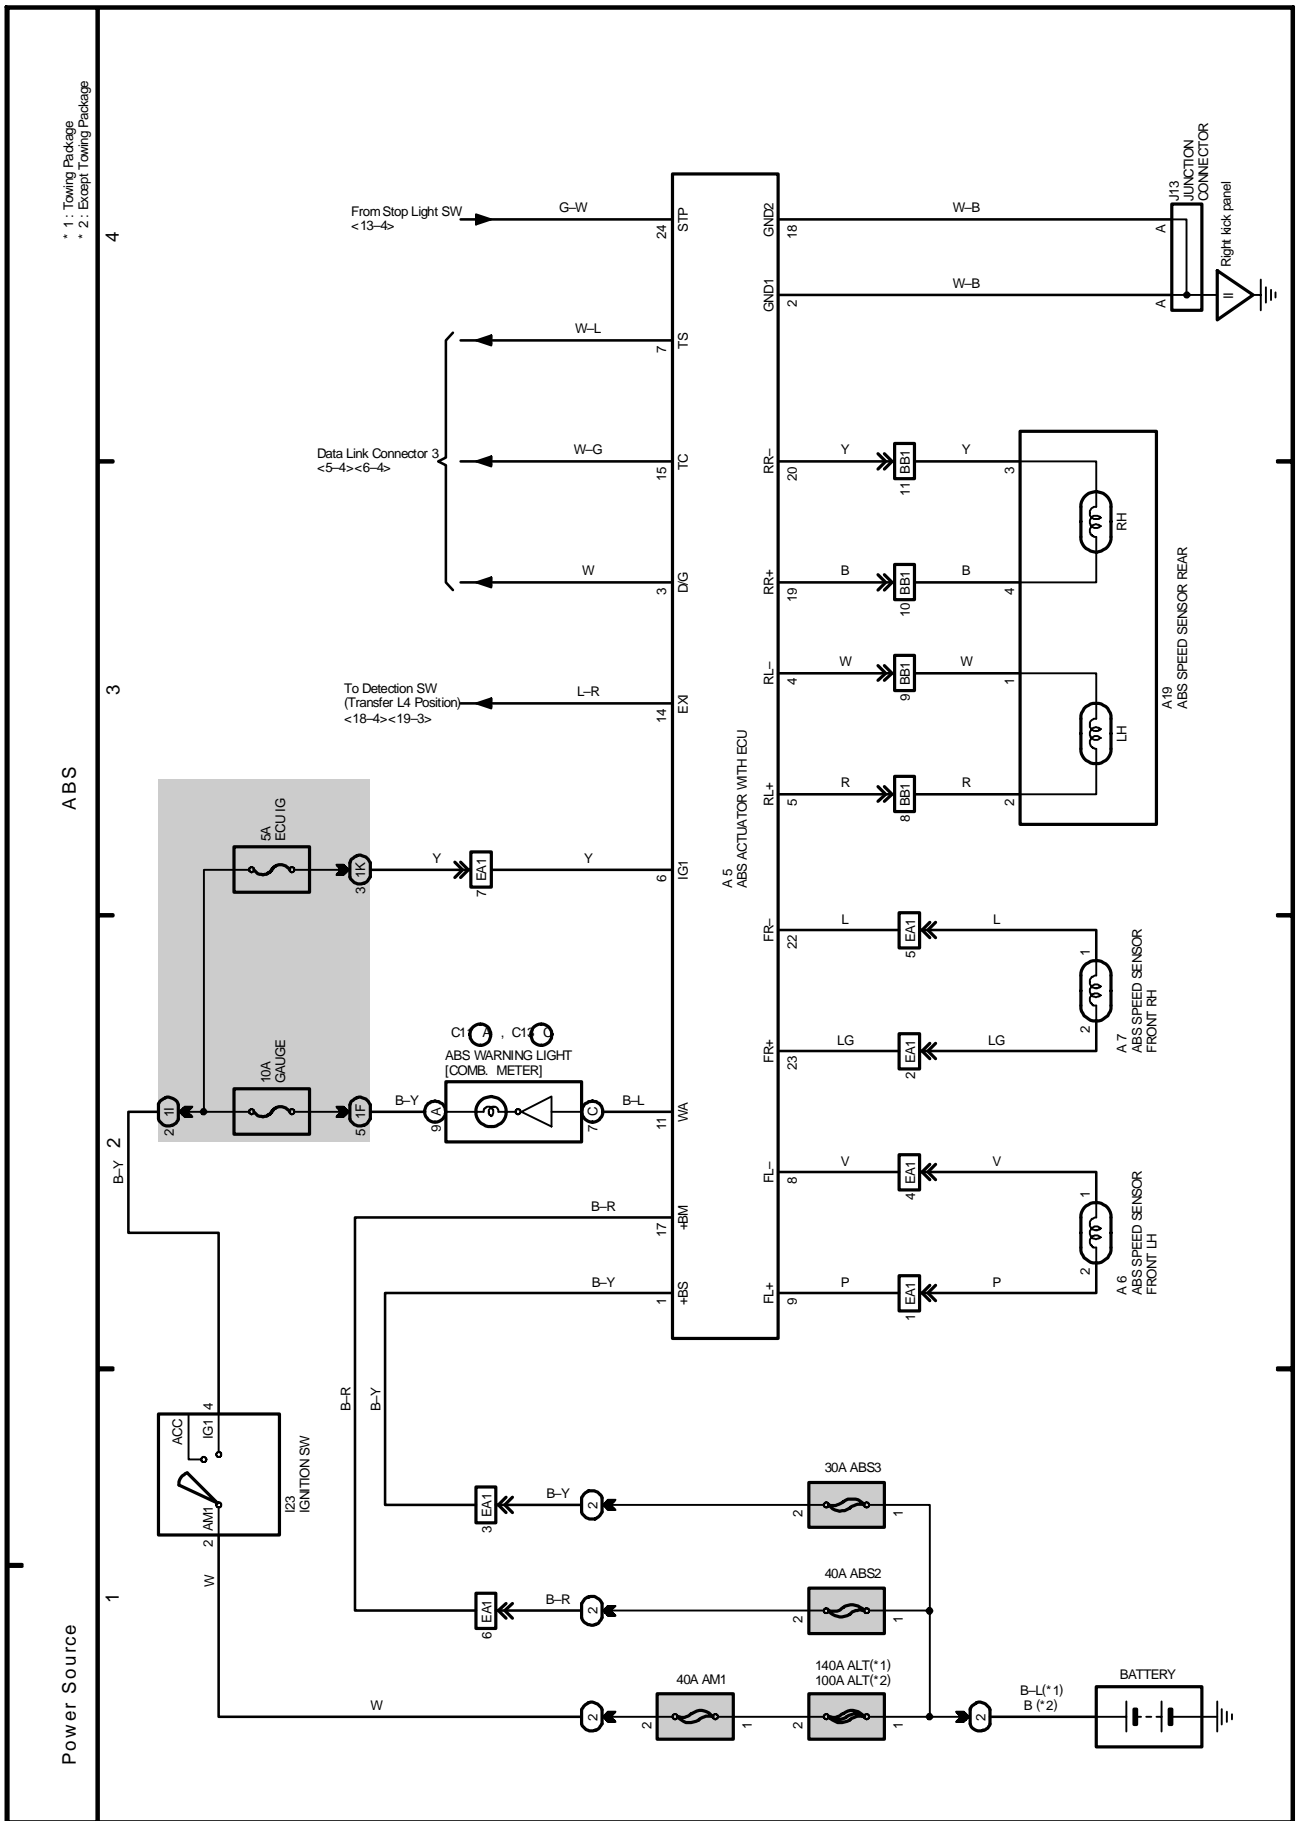 Power Source
ABS
* 1 : Towing Package
* 2 : Except Towing Package
1
2
3
4
W
2
AM1
ACC
IG1
4
I23
IGNITION SW
B–Y
2
1I
10A
GAUGE
5
1F
5A
ECU IG
3
1K
B–Y
9
A
C
7
B–L
C , C
ABS WARNING LIGHT
[COMB. METER]
Y
7
EA1
Y
To Detection SW
(Transfer L4 Position)
<18–4><19–3>
L–R
Data Link Connector 3
<5–4><6–4>
W
W–G
W–L
From Stop Light SW
<13–4>
G–W
B–R
B–Y
B–R
B–Y
1
+BS
17
+BM
11
WA
6
IG1
14
EXI
3
D/G
15
TC
7
TS
24
STP
A 5
ABS ACTUATOR WITH ECU
9
FL+
8
FL–
23
FR+
22
FR–
5
RL+
4
RL–
19
RR+
20
RR–
2
GND1
18
GND2
P
1
EA1
P
V
4
EA1
V
2
1
A 6
ABS SPEED SENSOR
FRONT LH
LG
2
EA1
LG
L
5
EA1
L
2
1
A 7
ABS SPEED SENSOR
FRONT RH
R
8
BB1
R
2
W
9
BB1
W
1
LH
B
10
BB1
B
4
Y
11
BB1
Y
3
RH
A19
ABS SPEED SENSOR REAR
W–B
W–B
A
A
J13
JUNCTION
CONNECTOR
II
Right kick panel
6
EA1
B–R
2
3
EA1
B–Y
2
30A ABS3
2
1
40A ABS2
2
1
W
2
40A AM1
2
1
140A ALT(*1)
100A ALT(*2)
2
1
2
B–L(*1)
B (*2)
BATTERY